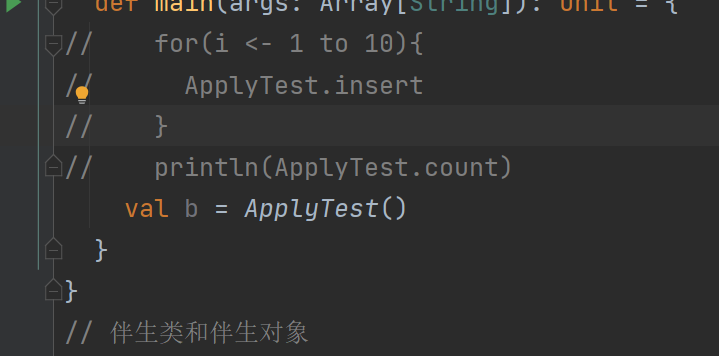 def main(args: Array[String]): Unit = {
//    for(i <- 1 to 10){
//      ApplyTest.insert
//    }
//    println(ApplyTest.count)
    val b = ApplyTest()
  }
}
// 伴生类和伴生对象